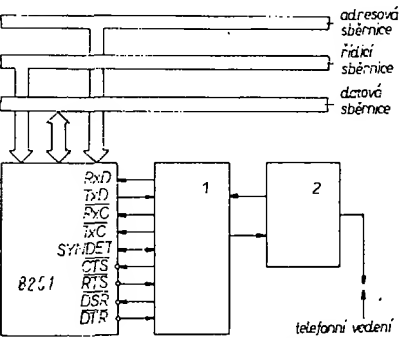 adresová
sběrnice
řídicí
sběrnice
datová
sběrnice
RxD
TxD
RxC
TxC
SYNDET
CTS
RTS
DSR
DTR
8251
1
2
telefonní vedení